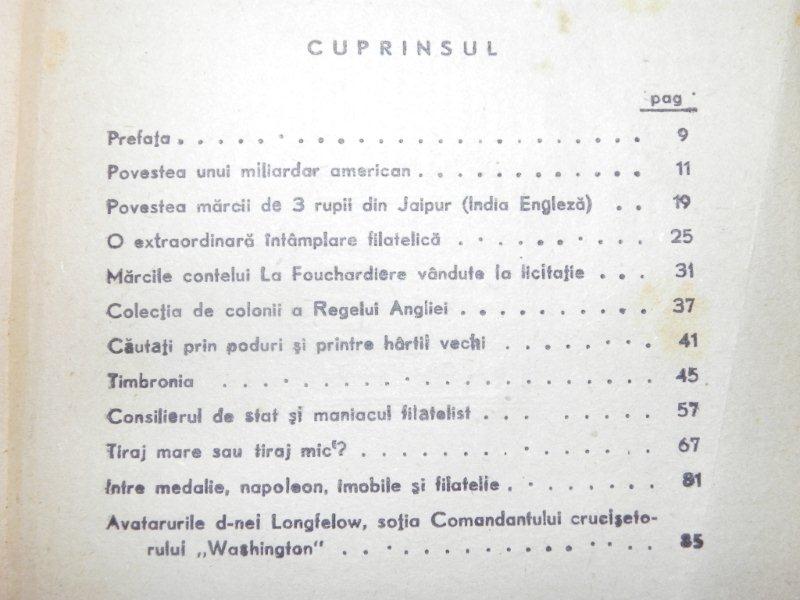 CUPRINSUL
pag.
Prefața . . . . . . . . . . . . . . . . . . . . 9
Povestea unui miliardar american . . . . . . . . . . . 11
Povestea mărcii de 3 rupii din Jaipur (India Engleză) . . 19
O extraordinară întâmplare filatelică . . . . . . . . . . 25
Mărcile contelui La Fouchardiere vândute la licitație . . . 31
Colecția de colonii a Regelui Angliei . . . . . . . . . . 37
Căutați prin poduri și printre hârtii vechi . . . . . . . . 41
Timbronia . . . . . . . . . . . . . . . . . . 45
Consilierul de stat și maniacul filatelist . . . . . . . . 57
Tiraj mare sau tiraj mic? . . . . . . . . . . . . . . 67
Intre medalie, napoleon, imobile și filatelie . . . . . . . . 81
Avatarurile d-nei Longfelow, soția Comandantului crucișeto-
rului „Washington" . . . . . . . . . . . . . . 85